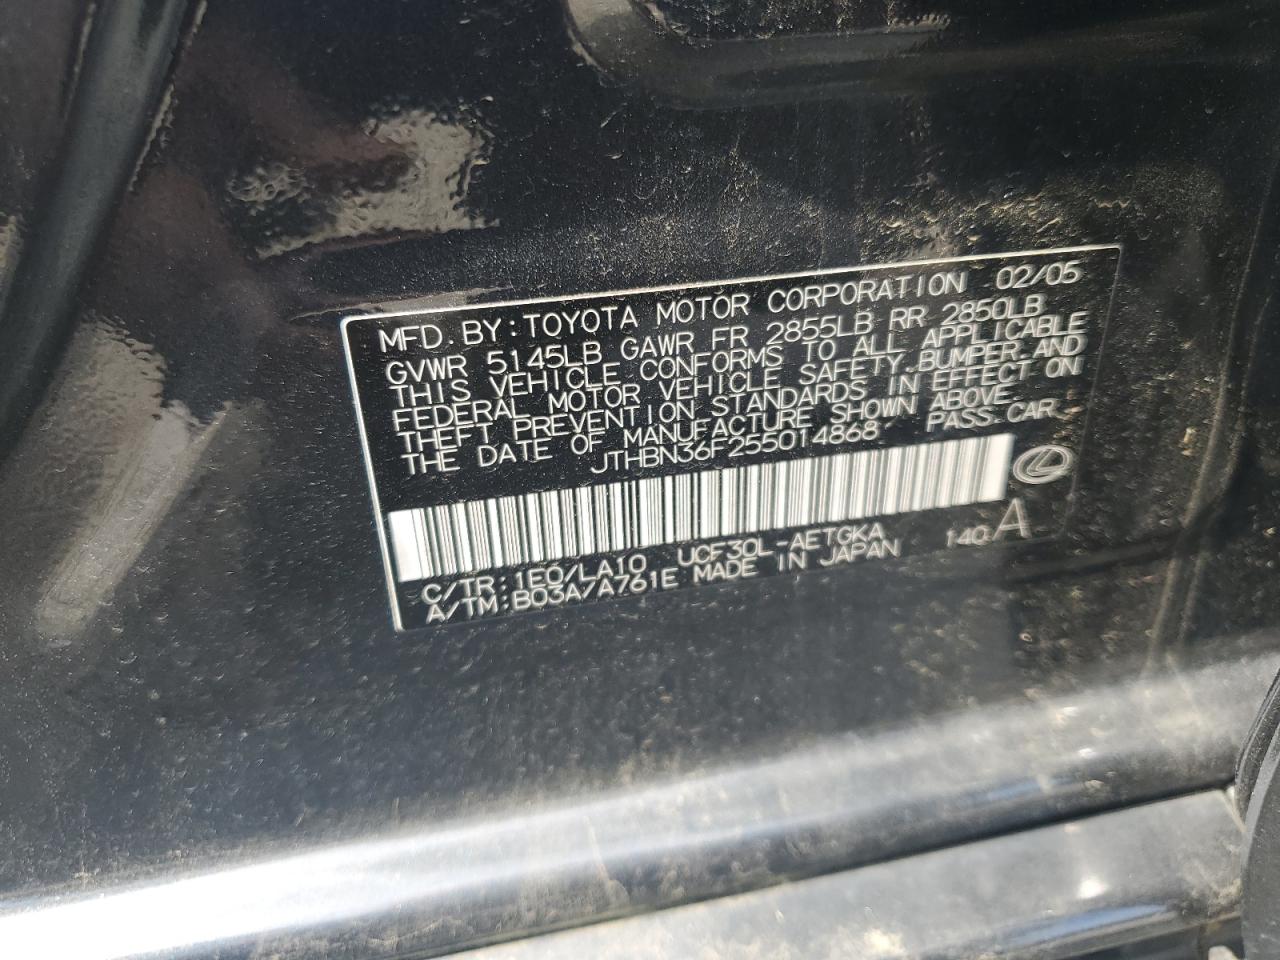 MFD. BY: TOYOTA MOTOR CORPORATION 02/05
GVWR 5145LB GAWR FR 2855LB RR 2850LB
THIS VEHICLE CONFORMS TO ALL APPLICABLE
FEDERAL MOTOR VEHICLE SAFETY, BUMPER, AND
THEFT PREVENTION STANDARDS IN EFFECT ON
THE DATE OF MANUFACTURE SHOWN ABOVE.
JTHBN36F255014868 PASS. CAR
C/TR: 1E0/LA10 UCF30L-AETGKA 140 A
A/TM: B03A/A761E MADE IN JAPAN